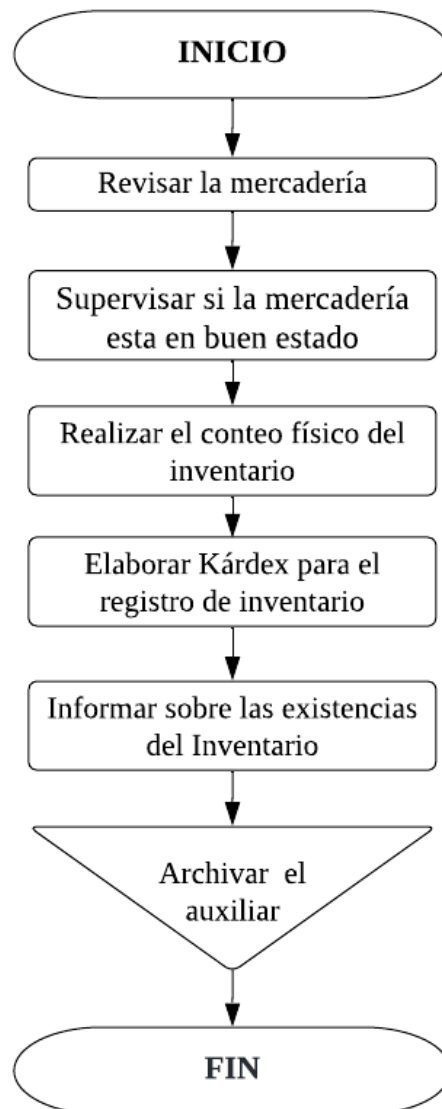 INICIO
Revisar la mercadería
Supervisar si la mercadería
esta en buen estado
Realizar el conteo físico del
inventario
Elaborar Kárdex para el
registro de inventario
Informar sobre las existencias
del Inventario
Archivar el
auxiliar
FIN